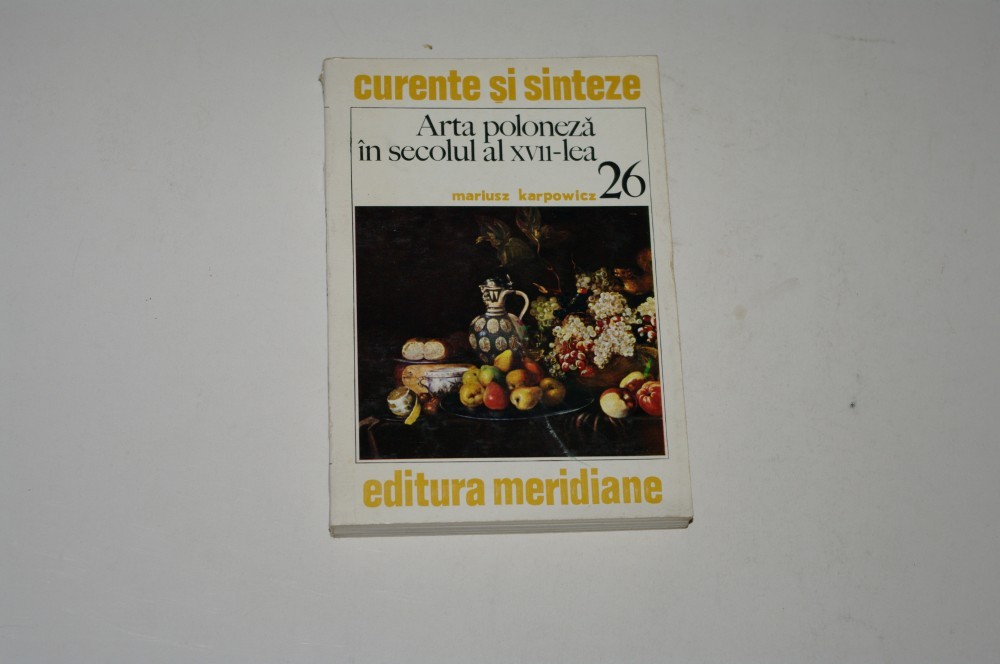 curente și sinteze
Arta poloneză
în secolul al XVII-lea
mariusz karpowicz 26
editura meridiane